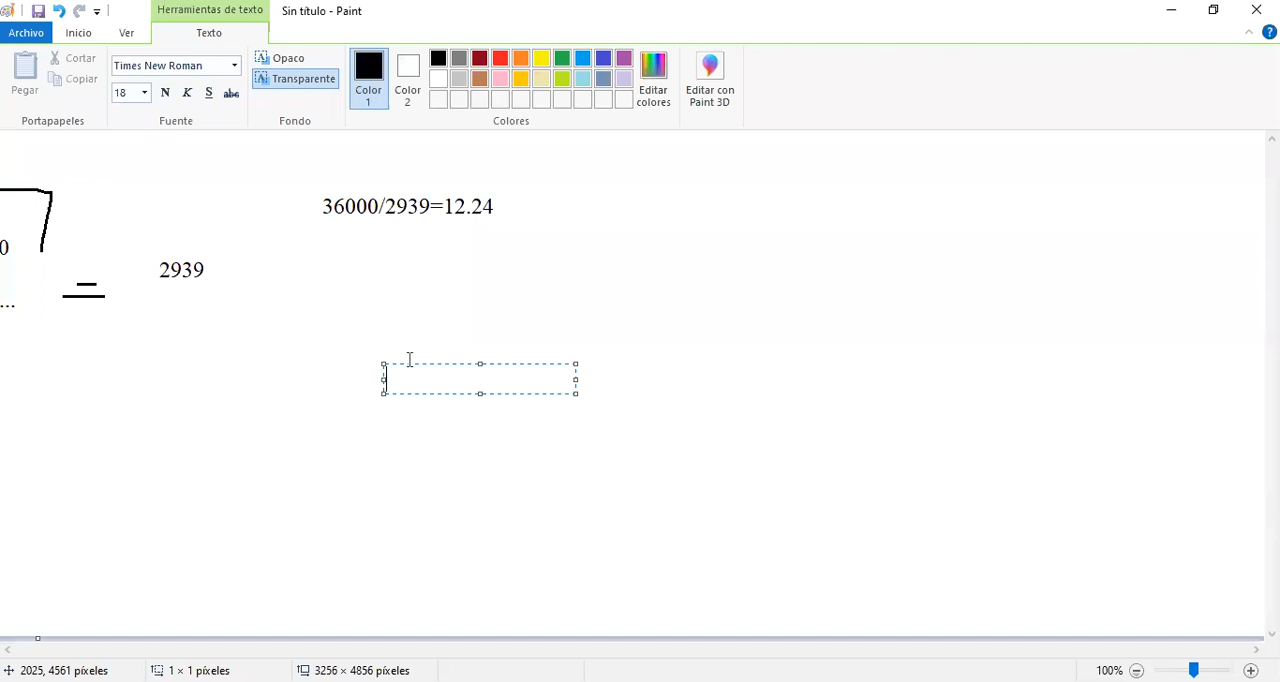 Herramientas de texto
Sin título - Paint
Archivo
Inicio
Ver
Texto
Pegar
Cortar
Copiar
Portapapeles
Times New Roman
18
N K S abc
Fuente
Opaco
Transparente
Fondo
Color 1
Color 2
Editar colores
Colores
Editar con Paint 3D
36000/2939=12.24
0
2939
...
=
2025, 4561 píxeles
1 × 1 píxeles
3256 × 4856 píxeles
100%